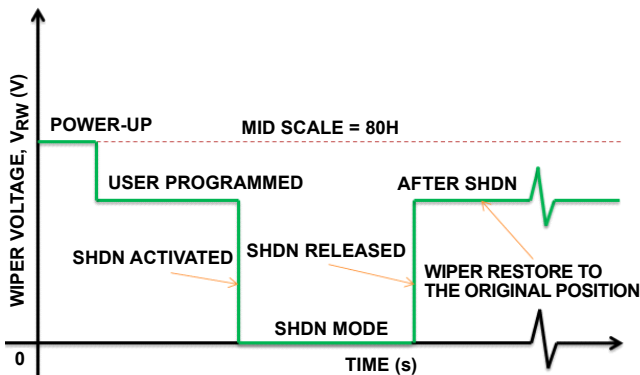 WIPER VOLTAGE, VRW (V)
POWER-UP
MID SCALE = 80H
USER PROGRAMMED
AFTER SHDN
SHDN ACTIVATED
SHDN RELEASED
WIPER RESTORE TO
THE ORIGINAL POSITION
SHDN MODE
0
TIME (s)